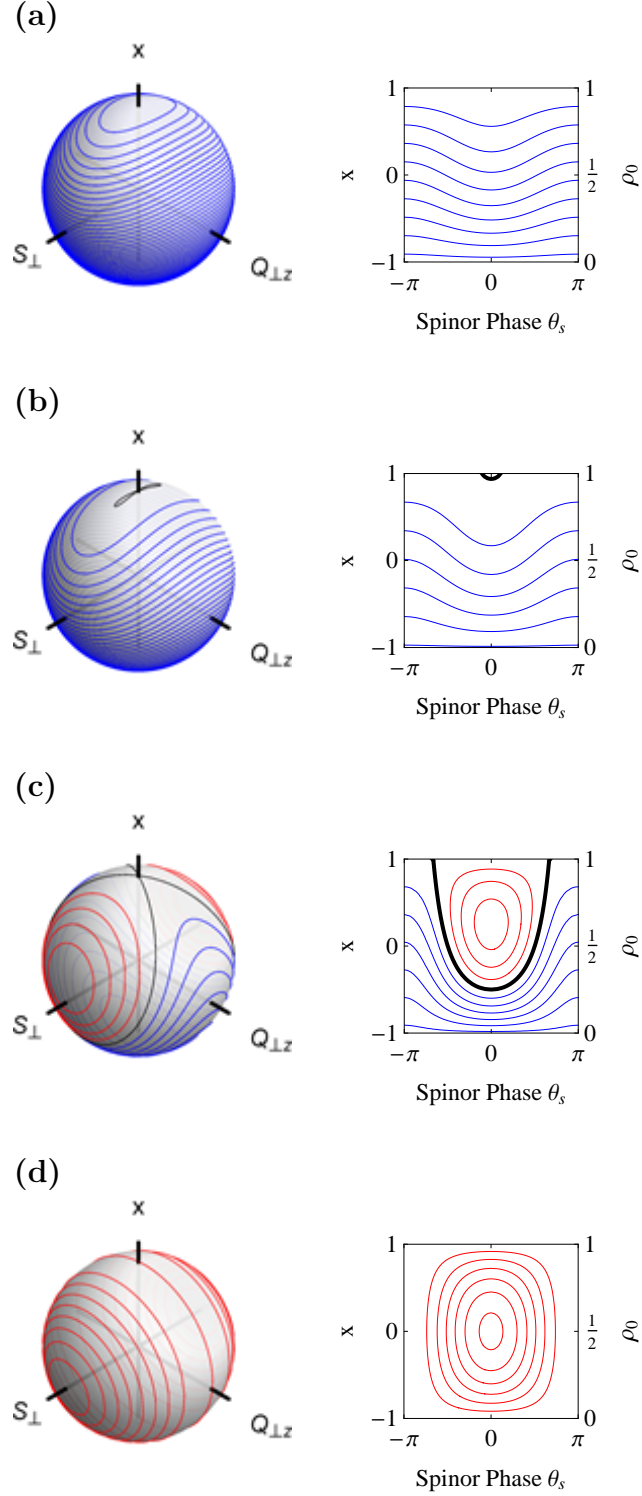 (a)
x
S⊥
Q⊥z
x
1
0
−1
−π
0
π
1
1/2
0
ρ0
Spinor Phase θs
(b)
x
S⊥
Q⊥z
x
1
0
−1
−π
0
π
1
1/2
0
ρ0
Spinor Phase θs
(c)
x
S⊥
Q⊥z
x
1
0
−1
−π
0
π
1
1/2
0
ρ0
Spinor Phase θs
(d)
x
S⊥
Q⊥z
x
1
0
−1
−π
0
π
1
1/2
0
ρ0
Spinor Phase θs